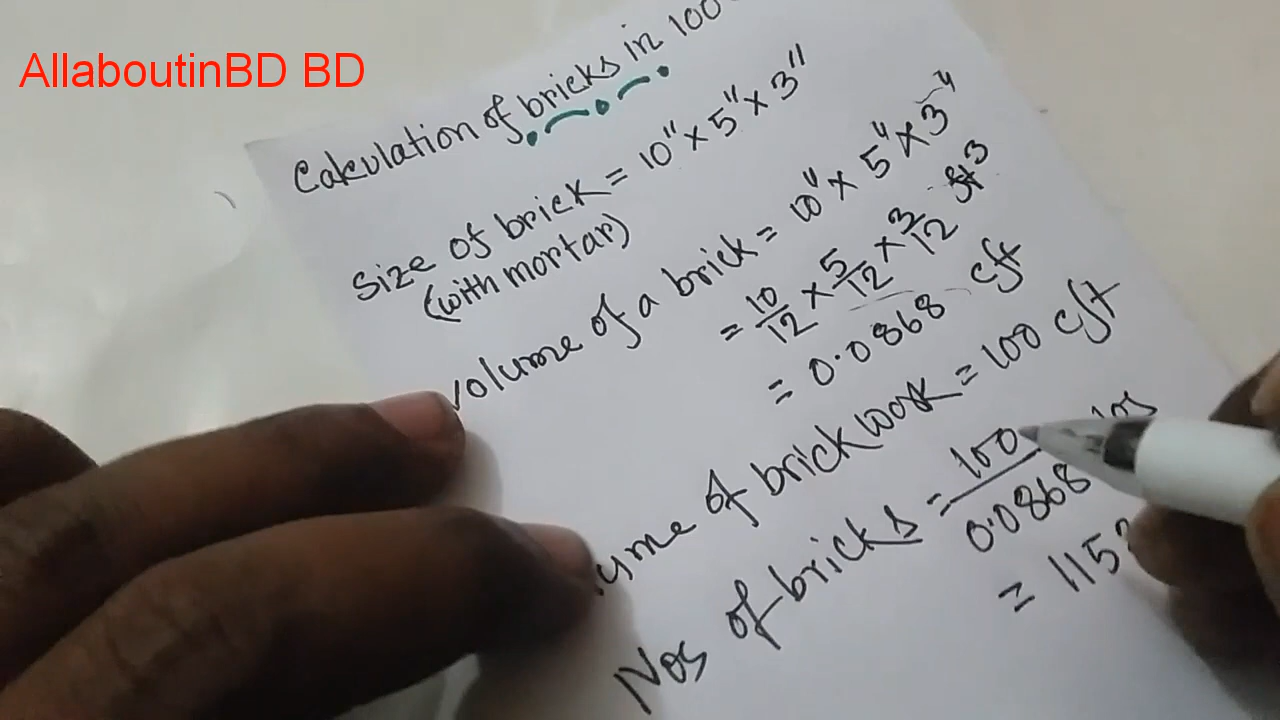 AllaboutinBD BD
Calculation of bricks in 100
Size of brick = 10" x 5" x 3"
(with mortar)
volume of a brick = 10" x 5" x 3"
= 10/12 x 5/12 x 3/12 ft3
= 0.0868 cft
ume of brick work = 100 cft
Nos of bricks = 100/0.0868
= 115